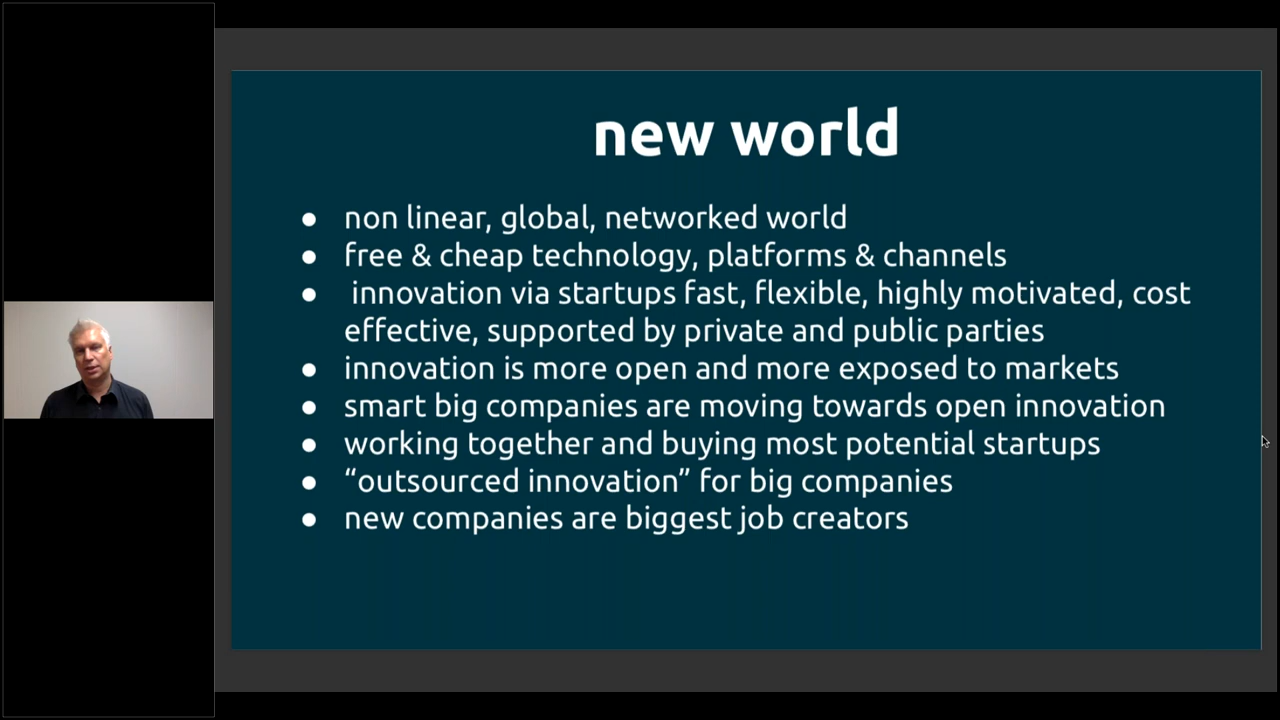 new world
● non linear, global, networked world
● free & cheap technology, platforms & channels
● innovation via startups fast, flexible, highly motivated, cost
effective, supported by private and public parties
● innovation is more open and more exposed to markets
● smart big companies are moving towards open innovation
● working together and buying most potential startups
● “outsourced innovation” for big companies
● new companies are biggest job creators